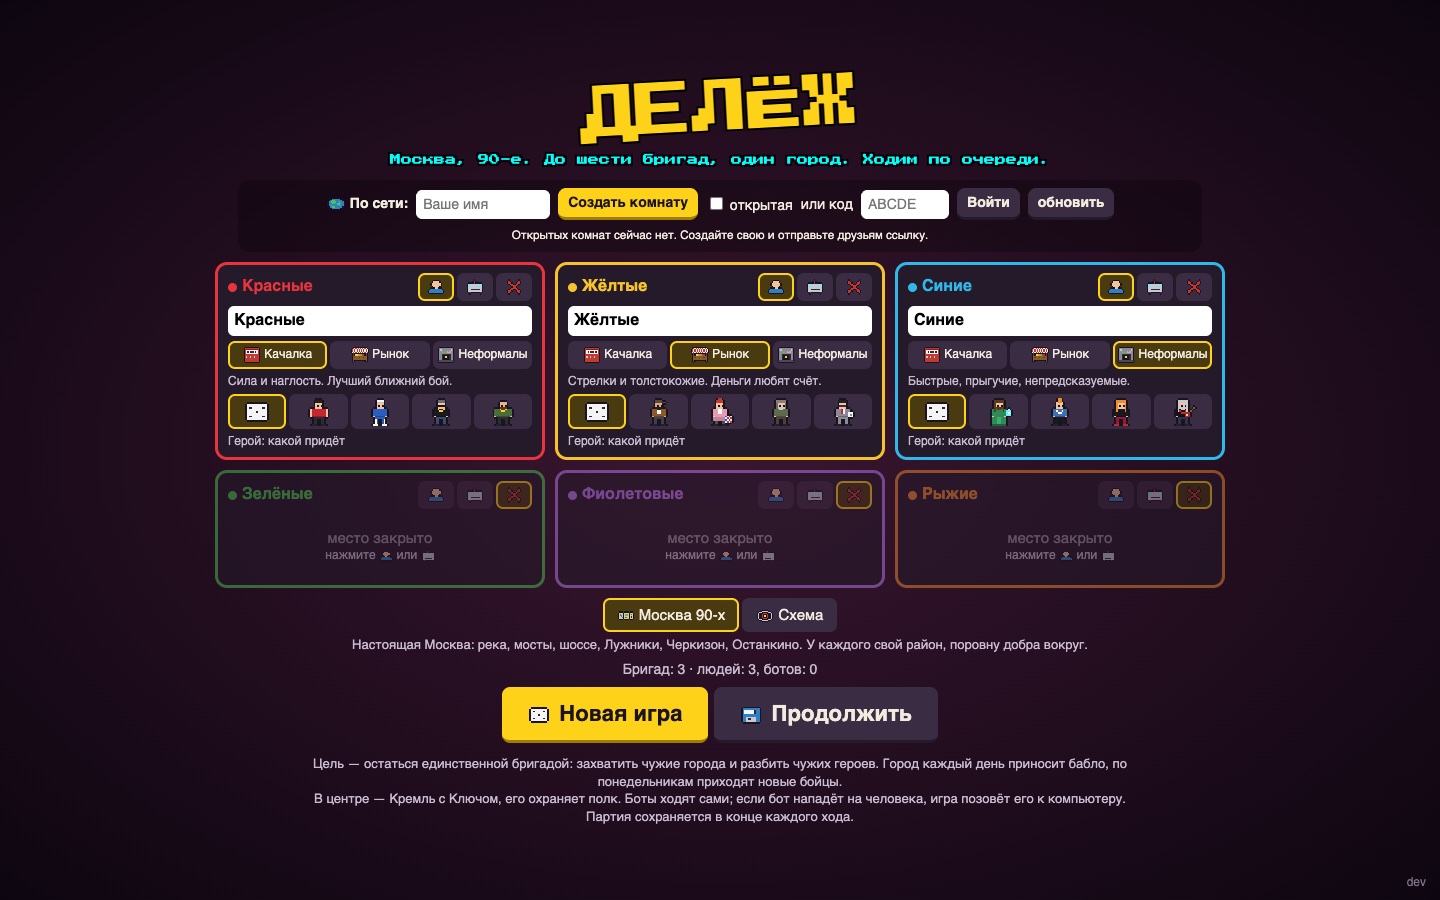 ДЕЛЁЖ
Москва, 90-е. До шести бригад, один город. Ходим по очереди.
По сети: Ваше имя Создать комнату открытая или код ABCDE Войти обновить
Открытых комнат сейчас нет. Создайте свою и отправьте друзьям ссылку.
Красные
Красные
Качалка Рынок Неформалы
Сила и наглость. Лучший ближний бой.
Герой: какой придёт
Жёлтые
Жёлтые
Качалка Рынок Неформалы
Стрелки и толстокожие. Деньги любят счёт.
Герой: какой придёт
Синие
Синие
Качалка Рынок Неформалы
Быстрые, прыгучие, непредсказуемые.
Герой: какой придёт
Зелёные
место закрыто
нажмите или
Фиолетовые
место закрыто
нажмите или
Рыжие
место закрыто
нажмите или
Москва 90-х Схема
Настоящая Москва: река, мосты, шоссе, Лужники, Черкизон, Останкино. У каждого свой район, поровну добра вокруг.
Бригад: 3 · людей: 3, ботов: 0
Новая игра Продолжить
Цель — остаться единственной бригадой: захватить чужие города и разбить чужих героев. Город каждый день приносит бабло, по
понедельникам приходят новые бойцы.
В центре — Кремль с Ключом, его охраняет полк. Боты ходят сами; если бот нападёт на человека, игра позовёт его к компьютеру.
Партия сохраняется в конце каждого хода.
dev